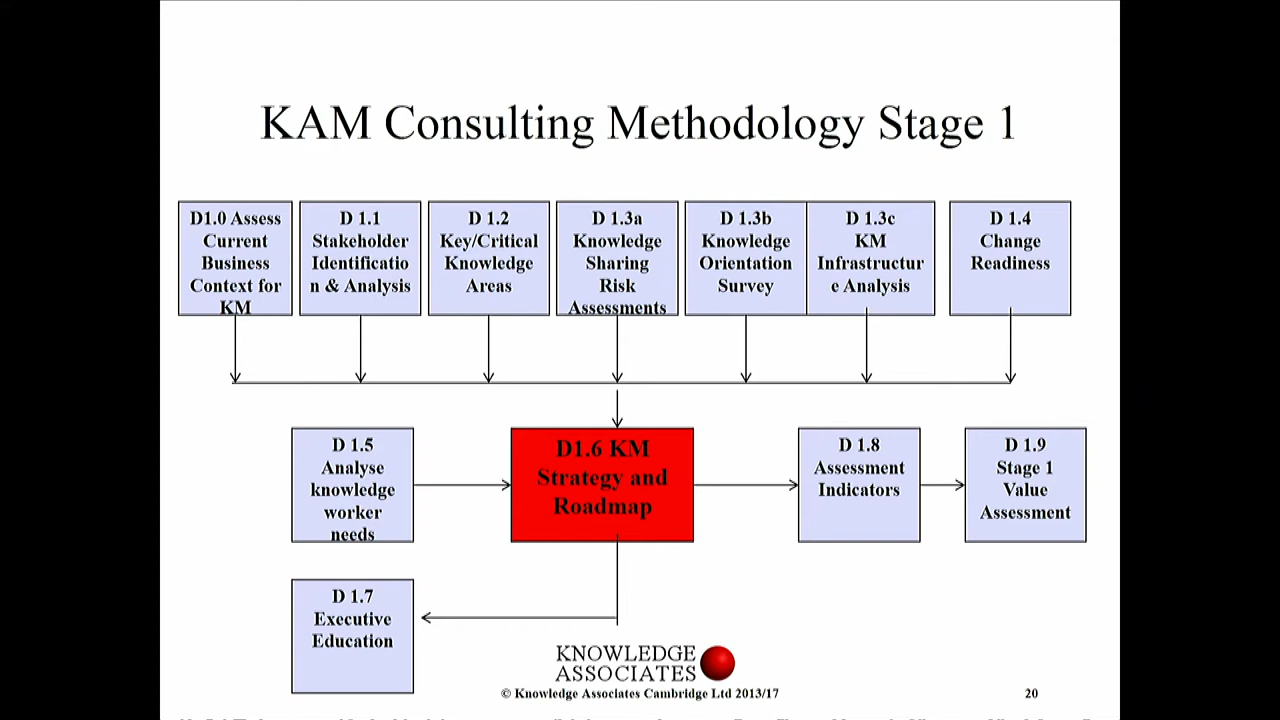 KAM Consulting Methodology Stage 1
D1.0 Assess
Current
Business
Context for
KM
D 1.1
Stakeholder
Identificatio
n & Analysis
D 1.2
Key/Critical
Knowledge
Areas
D 1.3a
Knowledge
Sharing
Risk
Assessments
D 1.3b
Knowledge
Orientation
Survey
D 1.3c
KM
Infrastructur
e Analysis
D 1.4
Change
Readiness
D 1.5
Analyse
knowledge
worker
needs
D1.6 KM
Strategy and
Roadmap
D 1.8
Assessment
Indicators
D 1.9
Stage 1
Value
Assessment
D 1.7
Executive
Education
KNOWLEDGE
ASSOCIATES
© Knowledge Associates Cambridge Ltd 2013/17
20